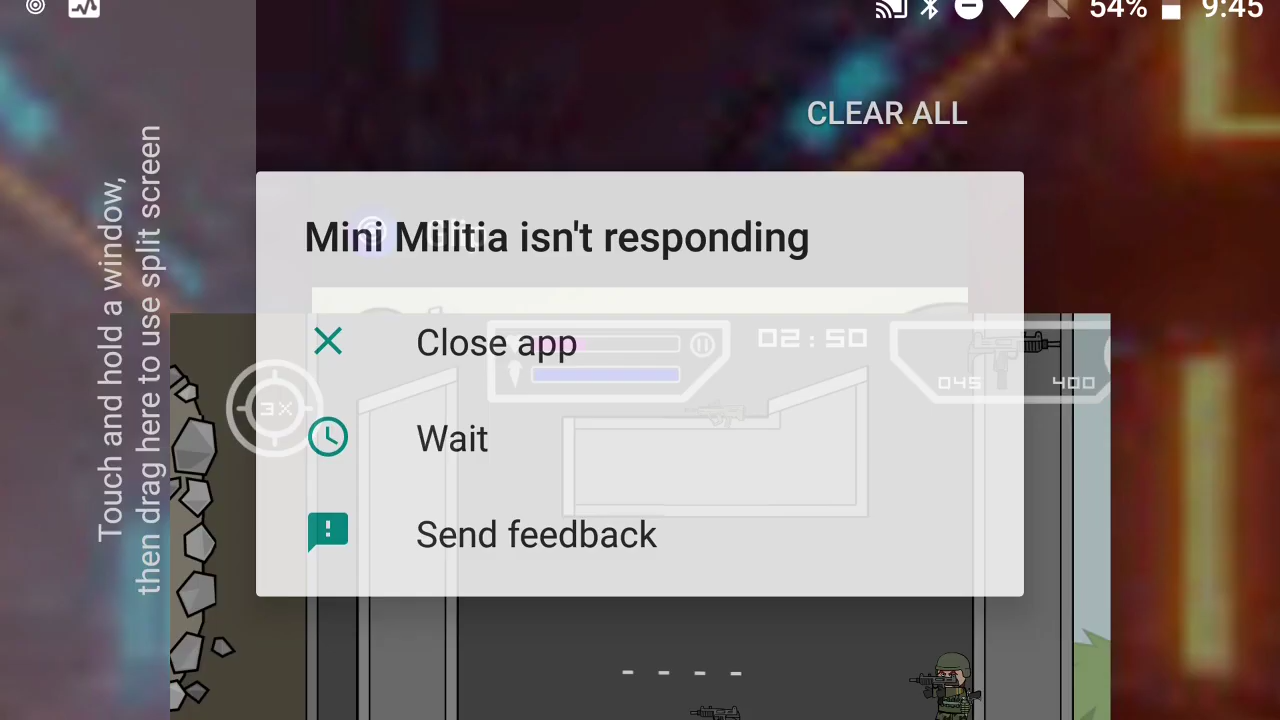 54% 9:45
CLEAR ALL
Touch and hold a window,
then drag here to use split screen
Mini Militia isn't responding
Close app
02:50
3X
045 400
Wait
Send feedback